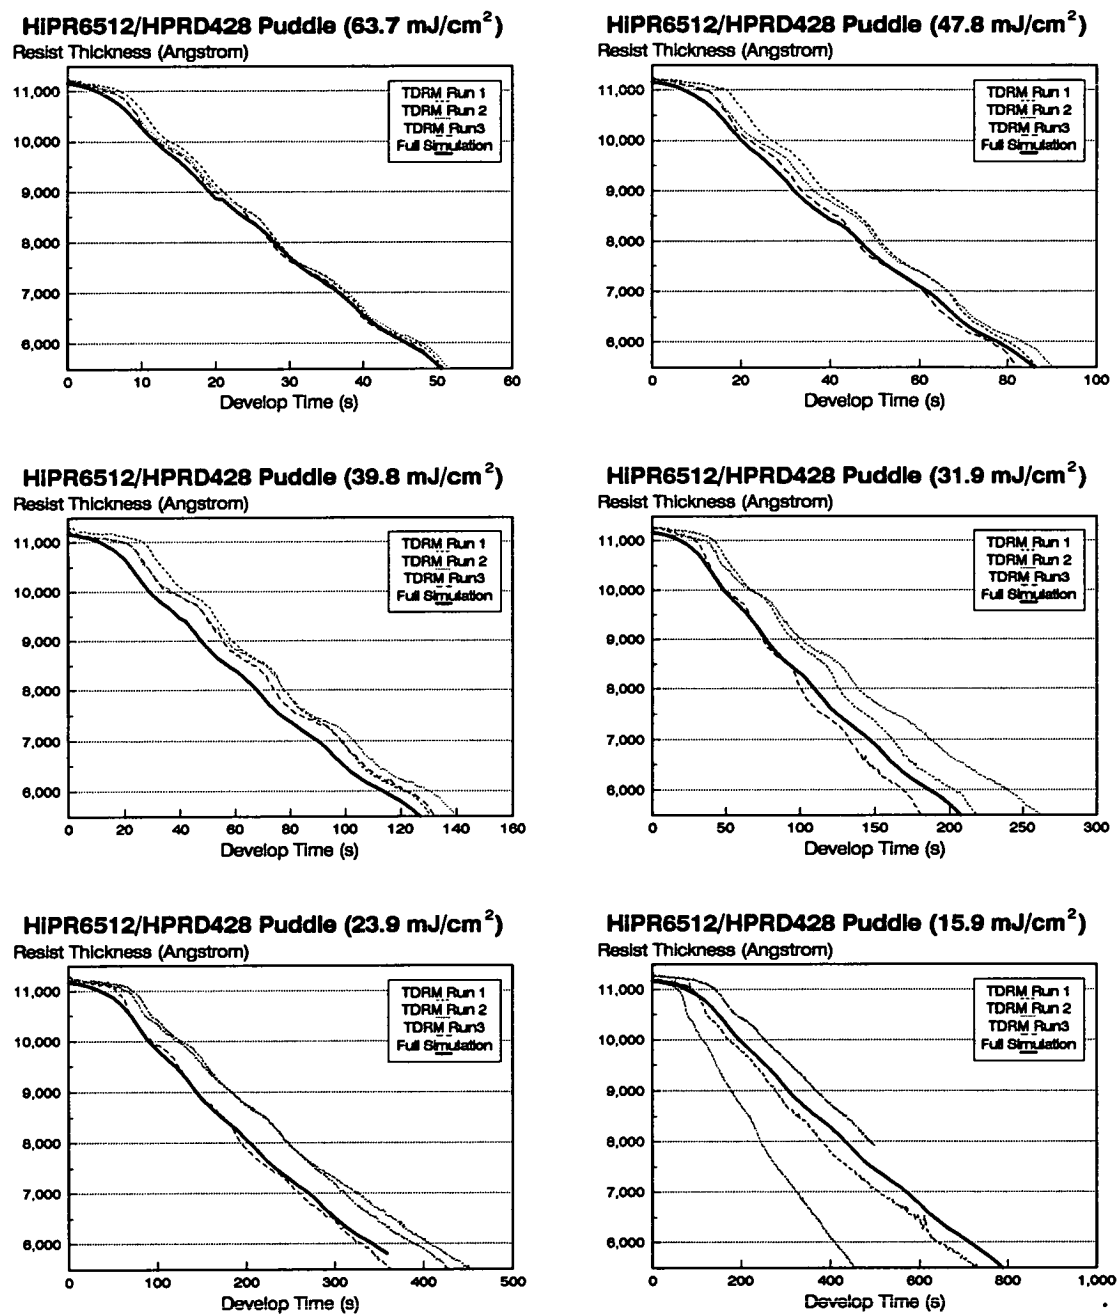 HiPR6512/HPRD428 Puddle (63.7 mJ/cm²)
Resist Thickness (Angstrom)
11,000
10,000
9,000
8,000
7,000
6,000
TDRM Run 1
TDRM Run 2
TDRM Run3
Full Simulation
0 10 20 30 40 50 60
Develop Time (s)
HiPR6512/HPRD428 Puddle (47.8 mJ/cm²)
Resist Thickness (Angstrom)
11,000
10,000
9,000
8,000
7,000
6,000
TDRM Run 1
TDRM Run 2
TDRM Run3
Full Simulation
0 20 40 60 80 100
Develop Time (s)
HiPR6512/HPRD428 Puddle (39.8 mJ/cm²)
Resist Thickness (Angstrom)
11,000
10,000
9,000
8,000
7,000
6,000
TDRM Run 1
TDRM Run 2
TDRM Run3
Full Simulation
0 20 40 60 80 100 120 140 160
Develop Time (s)
HiPR6512/HPRD428 Puddle (31.9 mJ/cm²)
Resist Thickness (Angstrom)
11,000
10,000
9,000
8,000
7,000
6,000
TDRM Run 1
TDRM Run 2
TDRM Run3
Full Simulation
0 50 100 150 200 250 300
Develop Time (s)
HiPR6512/HPRD428 Puddle (23.9 mJ/cm²)
Resist Thickness (Angstrom)
11,000
10,000
9,000
8,000
7,000
6,000
TDRM Run 1
TDRM Run 2
TDRM Run3
Full Simulation
0 100 200 300 400 500
Develop Time (s)
HiPR6512/HPRD428 Puddle (15.9 mJ/cm²)
Resist Thickness (Angstrom)
11,000
10,000
9,000
8,000
7,000
6,000
TDRM Run 1
TDRM Run 2
TDRM Run3
Full Simulation
0 200 400 600 800 1,000
Develop Time (s)